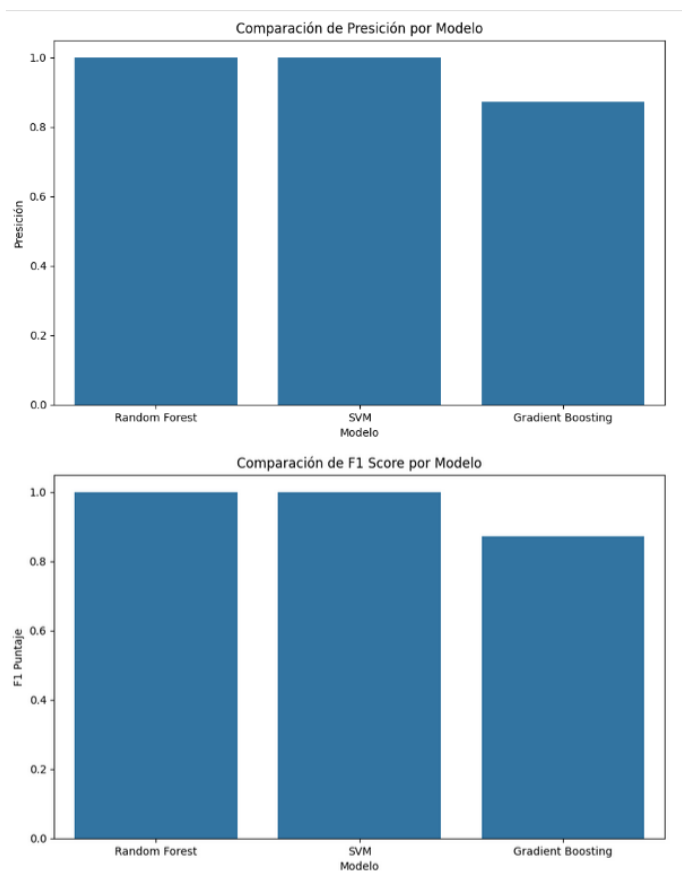 Comparación de Presición por Modelo
1.0
0.8
0.6
0.4
0.2
0.0
Presición
Random Forest SVM Gradient Boosting
Modelo
Comparación de F1 Score por Modelo
1.0
0.8
0.6
0.4
0.2
0.0
F1 Puntaje
Random Forest SVM Gradient Boosting
Modelo